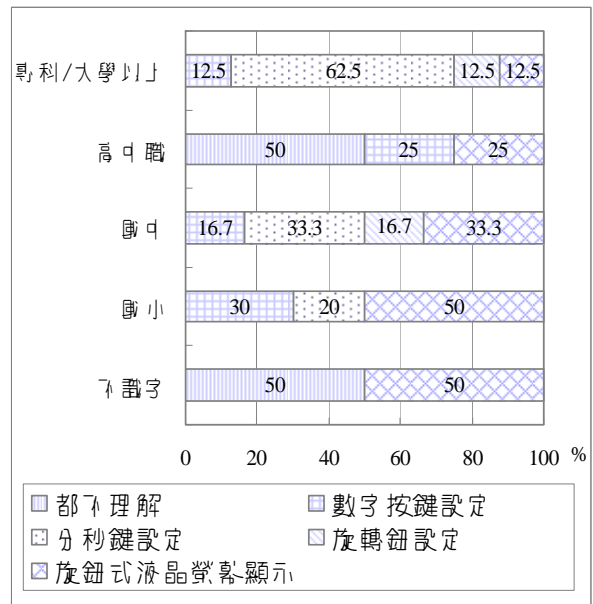 專科/大學以上
12.5 62.5 12.5 12.5
高中職
50 25 25
國中
16.7 33.3 16.7 33.3
國小
30 20 50
不識字
50 50
0 20 40 60 80 100 %
都不理解 數字按鍵設定
分秒鍵設定 旋轉鈕設定
旋鈕式液晶螢幕顯示